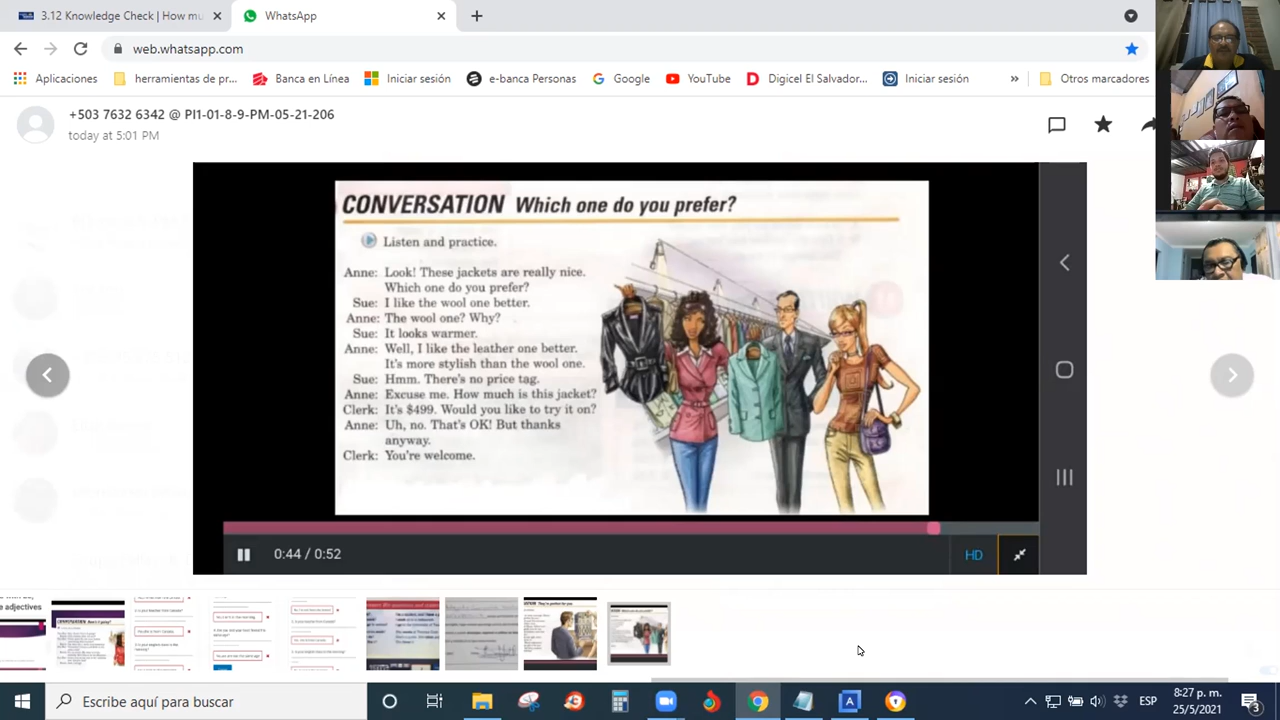 3.12 Knowledge Check | How mu
WhatsApp
web.whatsapp.com
Aplicaciones
herramientas de pr...
Banca en Línea
Iniciar sesión
e-banca Personas
Google
YouTube
Digicel El Salvador...
Iniciar sesión
»
Otros marcadores
+503 7632 6342 @ PI1-01-8-9-PM-05-21-206
today at 5:01 PM
CONVERSATION Which one do you prefer?
Listen and practice.
Anne: Look! These jackets are really nice.
Which one do you prefer?
Sue: I like the wool one better.
Anne: The wool one? Why?
Sue: It looks warmer.
Anne: Well, I like the leather one better.
It's more stylish than the wool one.
Sue: Hmm. There's no price tag.
Anne: Excuse me. How much is this jacket?
Clerk: It's $499. Would you like to try it on?
Anne: Uh, no. That's OK! But thanks
anyway.
Clerk: You're welcome.
0:44 / 0:52
HD
e adjectives
Escribe aquí para buscar
ESP
8:27 p. m.
25/5/2021
3